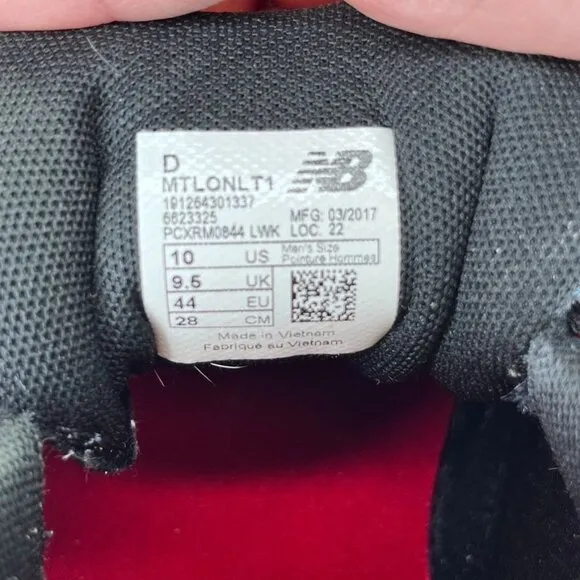 D
MTLONLT1
NB
191264301337
6623325 MFG: 03/2017
PCXRM0844 LWK LOC. 22
10 US Men's Size
Pointure Hommes
9.5 UK
44 EU
28 CM
Made in Vietnam
Fabriqué au Vietnam